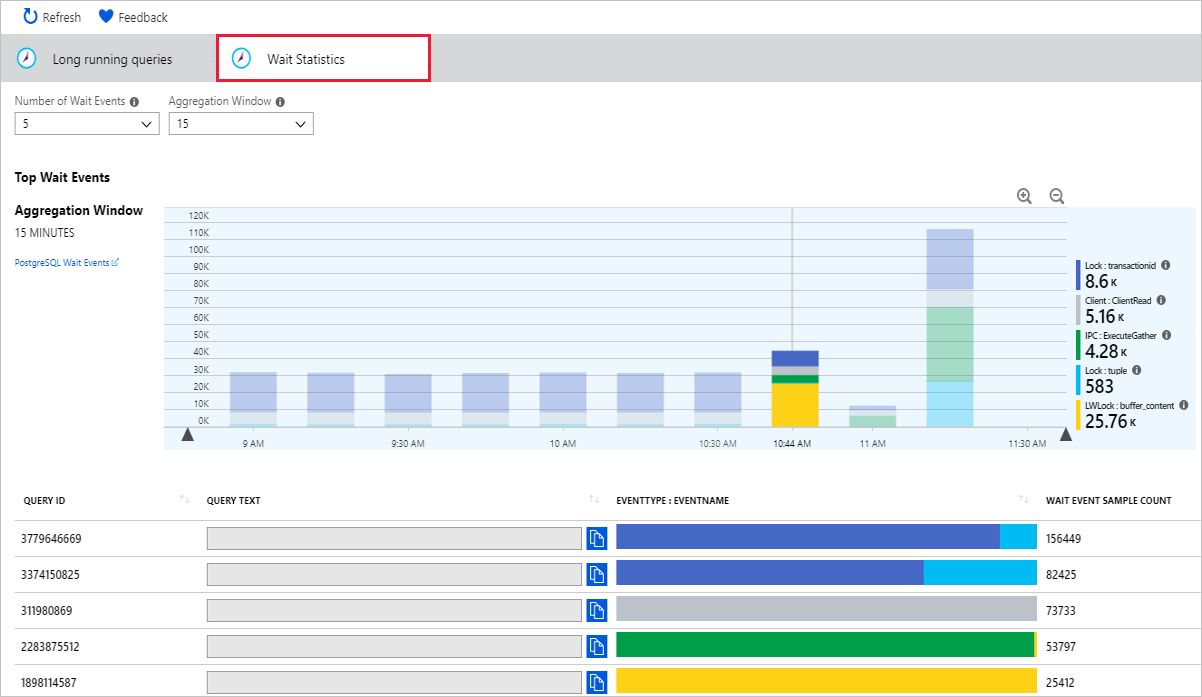 Refresh Feedback
Long running queries Wait Statistics
Number of Wait Events Aggregation Window
5 15
Top Wait Events
Aggregation Window
15 MINUTES
PostgreSQL Wait Events
120K
110K
100K
90K
80K
70K
60K
50K
40K
30K
20K
10K
0K
9 AM 9:30 AM 10 AM 10:30 AM 10:44 AM 11 AM 11:30 AM
Lock : transactionid
8.6 K
Client : ClientRead
5.16 K
IPC : ExecuteGather
4.28 K
Lock : tuple
583
LWLock : buffer_content
25.76 K
QUERY ID QUERY TEXT EVENTTYPE : EVENTNAME WAIT EVENT SAMPLE COUNT
3779646669 156449
3374150825 82425
311980869 73733
2283875512 53797
1898114587 25412